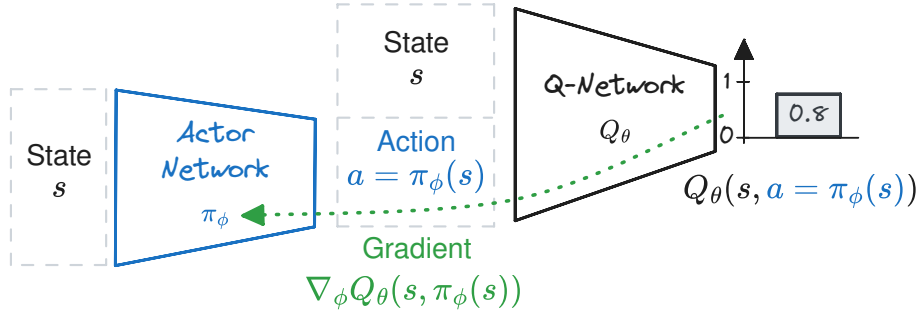 State
s
Actor
Network
π_ϕ
State
s
Action
a = π_ϕ(s)
Gradient
∇_ϕ Q_θ(s, π_ϕ(s))
Q-Network
Q_θ
1
0
0.8
Q_θ(s, a = π_ϕ(s))